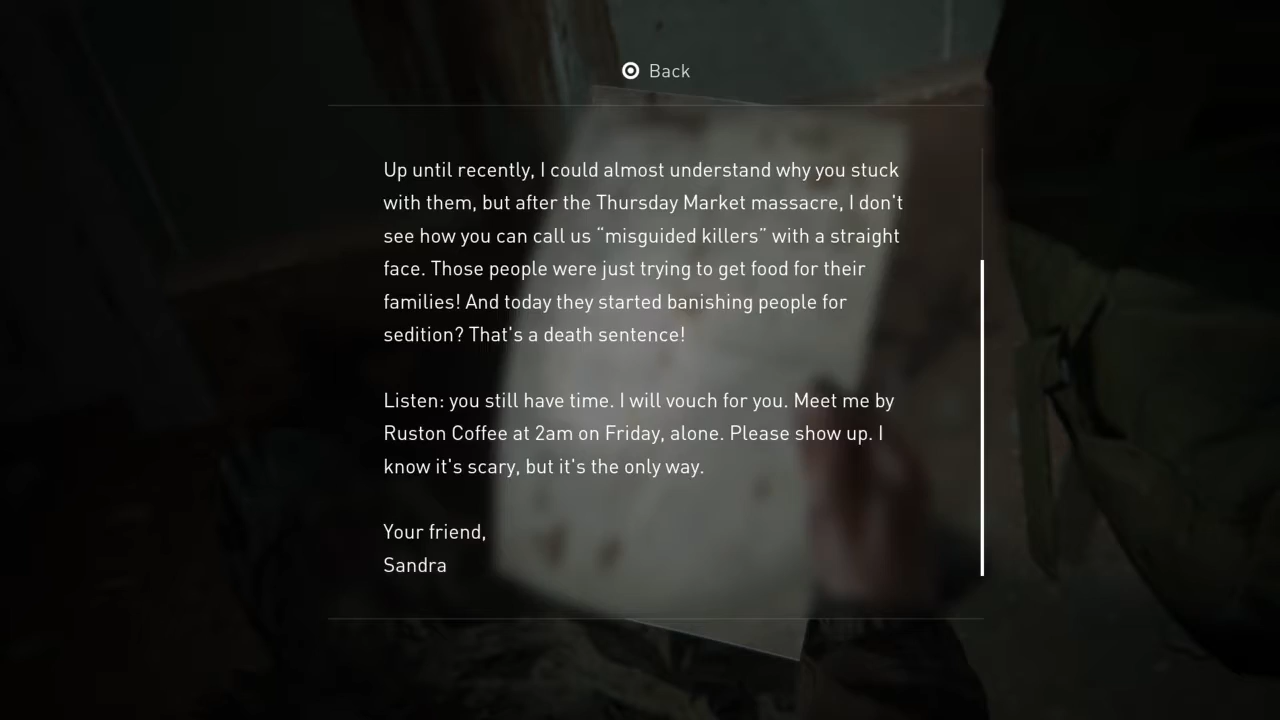 Back
Up until recently, I could almost understand why you stuck
with them, but after the Thursday Market massacre, I don't
see how you can call us “misguided killers” with a straight
face. Those people were just trying to get food for their
families! And today they started banishing people for
sedition? That's a death sentence!
Listen: you still have time. I will vouch for you. Meet me by
Ruston Coffee at 2am on Friday, alone. Please show up. I
know it's scary, but it's the only way.
Your friend,
Sandra